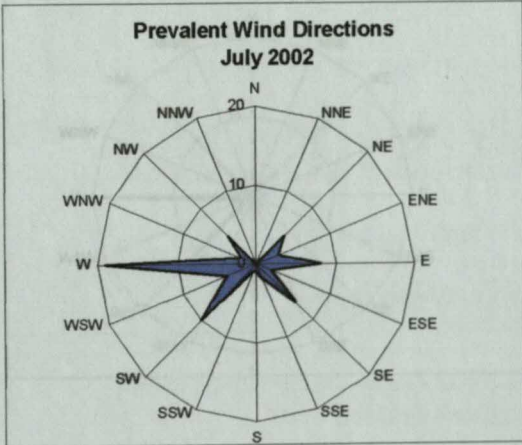 Prevalent Wind Directions
July 2002
N
20
NNW
NNE
NW
NE
10
WNW
ENE
W
0
E
WSW
ESE
SW
SE
SSW
SSE
S